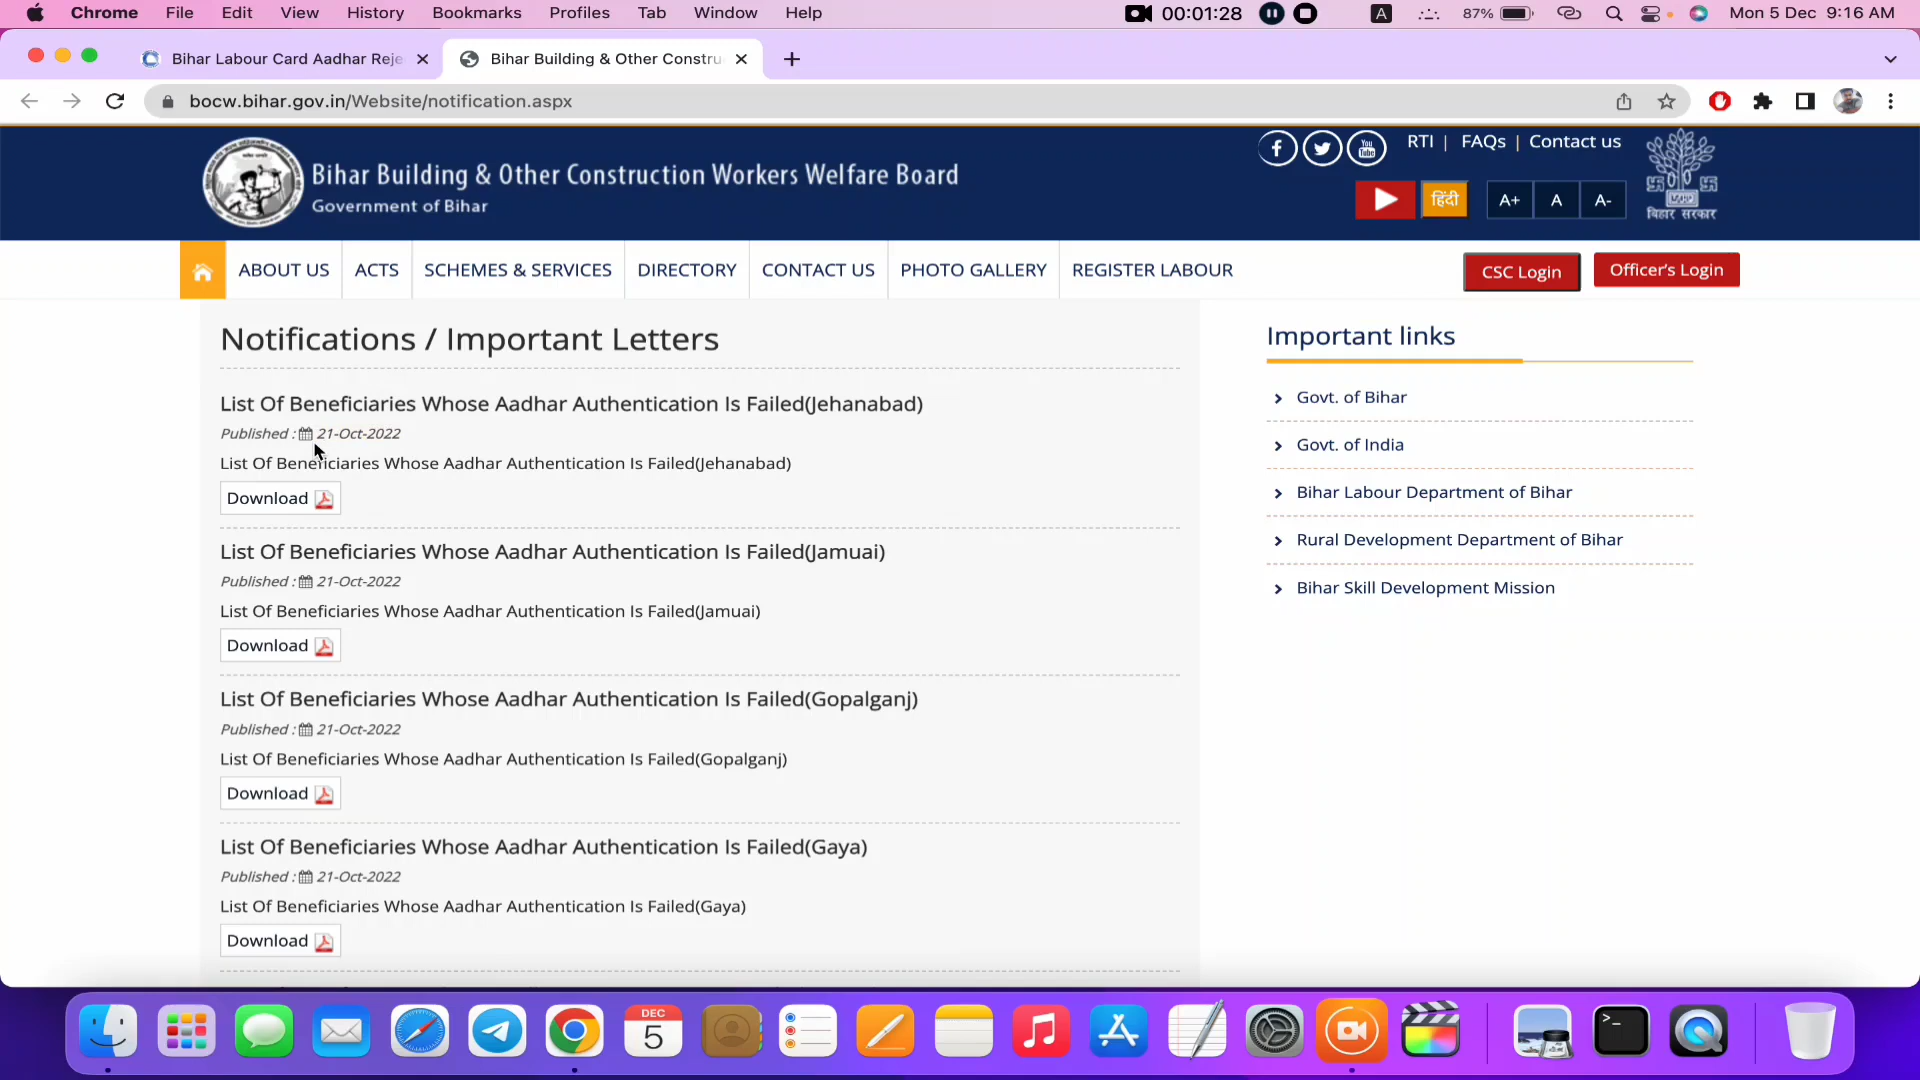 Chrome File Edit View History Bookmarks Profiles Tab Window Help 00:01:28 A 87% Mon 5 Dec 9:16 AM
Bihar Labour Card Aadhar Reje Bihar Building & Other Constru
bocw.bihar.gov.in/Website/notification.aspx
RTI | FAQs | Contact us
Bihar Building & Other Construction Workers Welfare Board
Government of Bihar
You Tube
हिंदी A+ A A-
बिहार सरकार
ABOUT US ACTS SCHEMES & SERVICES DIRECTORY CONTACT US PHOTO GALLERY REGISTER LABOUR CSC Login Officer's Login
Notifications / Important Letters
List Of Beneficiaries Whose Aadhar Authentication Is Failed(Jehanabad)
Published : 21-Oct-2022
List Of Beneficiaries Whose Aadhar Authentication Is Failed(Jehanabad)
Download
List Of Beneficiaries Whose Aadhar Authentication Is Failed(Jamuai)
Published : 21-Oct-2022
List Of Beneficiaries Whose Aadhar Authentication Is Failed(Jamuai)
Download
List Of Beneficiaries Whose Aadhar Authentication Is Failed(Gopalganj)
Published : 21-Oct-2022
List Of Beneficiaries Whose Aadhar Authentication Is Failed(Gopalganj)
Download
List Of Beneficiaries Whose Aadhar Authentication Is Failed(Gaya)
Published : 21-Oct-2022
List Of Beneficiaries Whose Aadhar Authentication Is Failed(Gaya)
Download
Important links
Govt. of Bihar
Govt. of India
Bihar Labour Department of Bihar
Rural Development Department of Bihar
Bihar Skill Development Mission
DEC
5